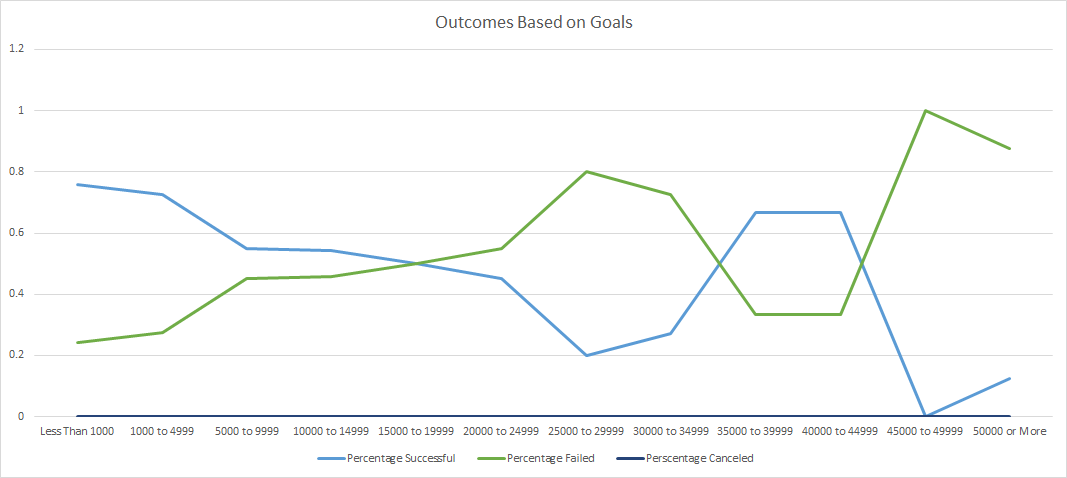 Outcomes Based on Goals
1.2
1
0.8
0.6
0.4
0.2
0
Less Than 1000 1000 to 4999 5000 to 9999 10000 to 14999 15000 to 19999 20000 to 24999 25000 to 29999 30000 to 34999 35000 to 39999 40000 to 44999 45000 to 49999 50000 or More
Percentage Successful Percentage Failed Perscentage Canceled